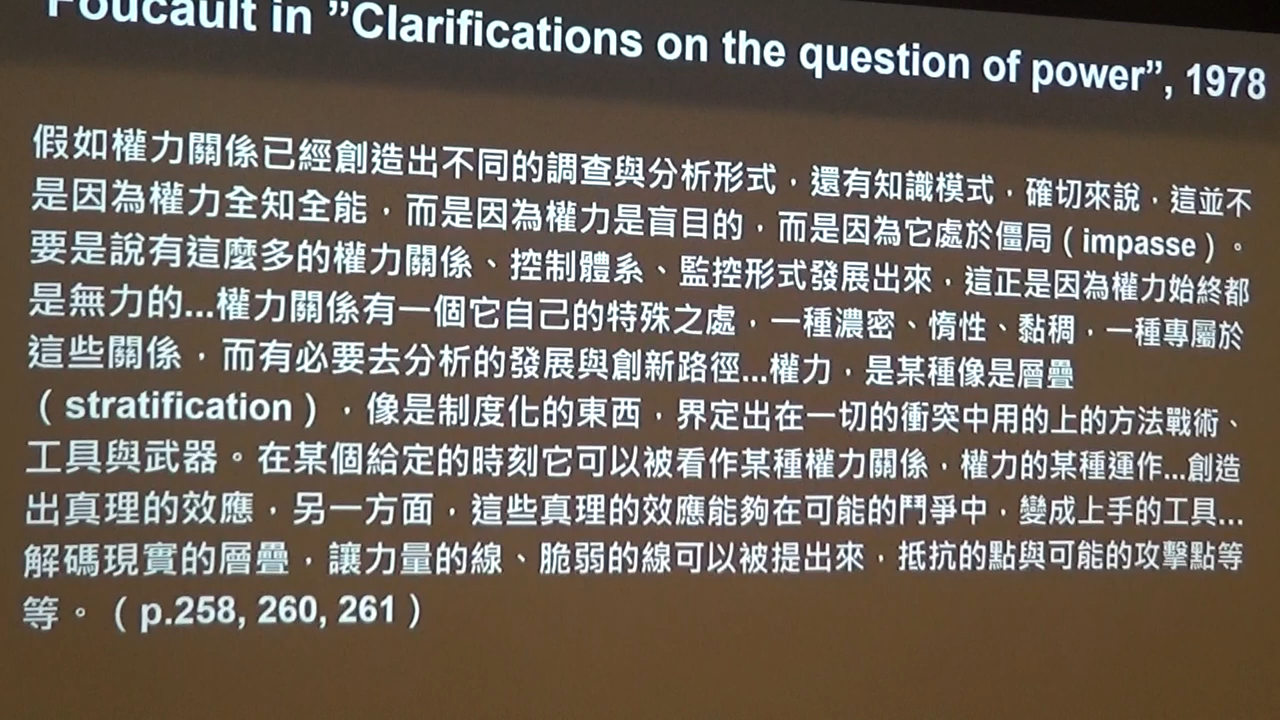 Foucault in ”Clarifications on the question of power”, 1978
假如權力關係已經創造出不同的調查與分析形式，還有知識模式，確切來說，這並不
是因為權力全知全能，而是因為權力是盲目的，而是因為它處於僵局（impasse）。
要是說有這麼多的權力關係、控制體系、監控形式發展出來，這正是因為權力始終都
是無力的...權力關係有一個它自己的特殊之處，一種濃密、惰性、黏稠，一種專屬於
這些關係，而有必要去分析的發展與創新路徑...權力，是某種像是層疊
（stratification），像是制度化的東西，界定出在一切的衝突中用的上的方法戰術、
工具與武器。在某個給定的時刻它可以被看作某種權力關係，權力的某種運作...創造
出真理的效應，另一方面，這些真理的效應能夠在可能的鬥爭中，變成上手的工具...
解碼現實的層疊，讓力量的線、脆弱的線可以被提出來，抵抗的點與可能的攻擊點等
等。（p.258, 260, 261）